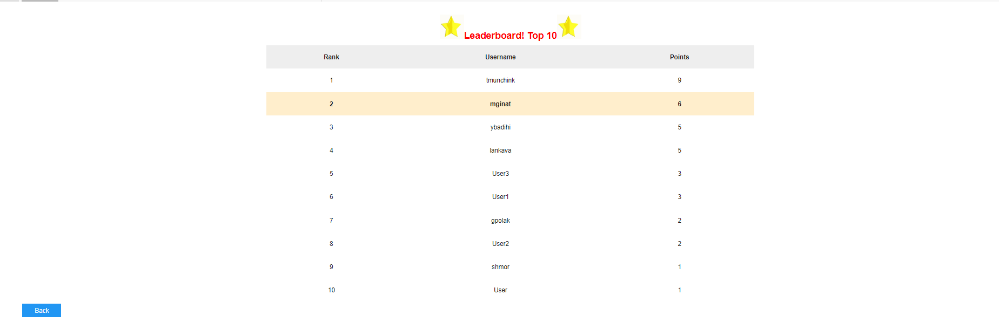 Leaderboard! Top 10
Rank Username Points
1 tmunchink 9
2 mginat 6
3 ybadihi 5
4 lankava 5
5 User3 3
6 User1 3
7 gpolak 2
8 User2 2
9 shmor 1
10 User 1
Back